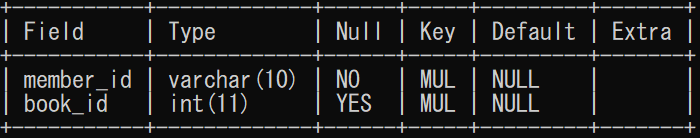 +-----------+-------------+------+-----+---------+-------+
| Field     | Type        | Null | Key | Default | Extra |
+-----------+-------------+------+-----+---------+-------+
| member_id | varchar(10) | NO   | MUL | NULL    |       |
| book_id   | int(11)     | YES  | MUL | NULL    |       |
+-----------+-------------+------+-----+---------+-------+